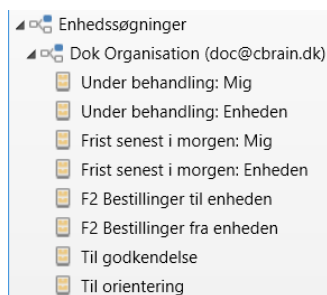 Enhedssøgninger
Dok Organisation (doc@cbrain.dk)
Under behandling: Mig
Under behandling: Enheden
Frist senest i morgen: Mig
Frist senest i morgen: Enheden
F2 Bestillinger til enheden
F2 Bestillinger fra enheden
Til godkendelse
Til orientering